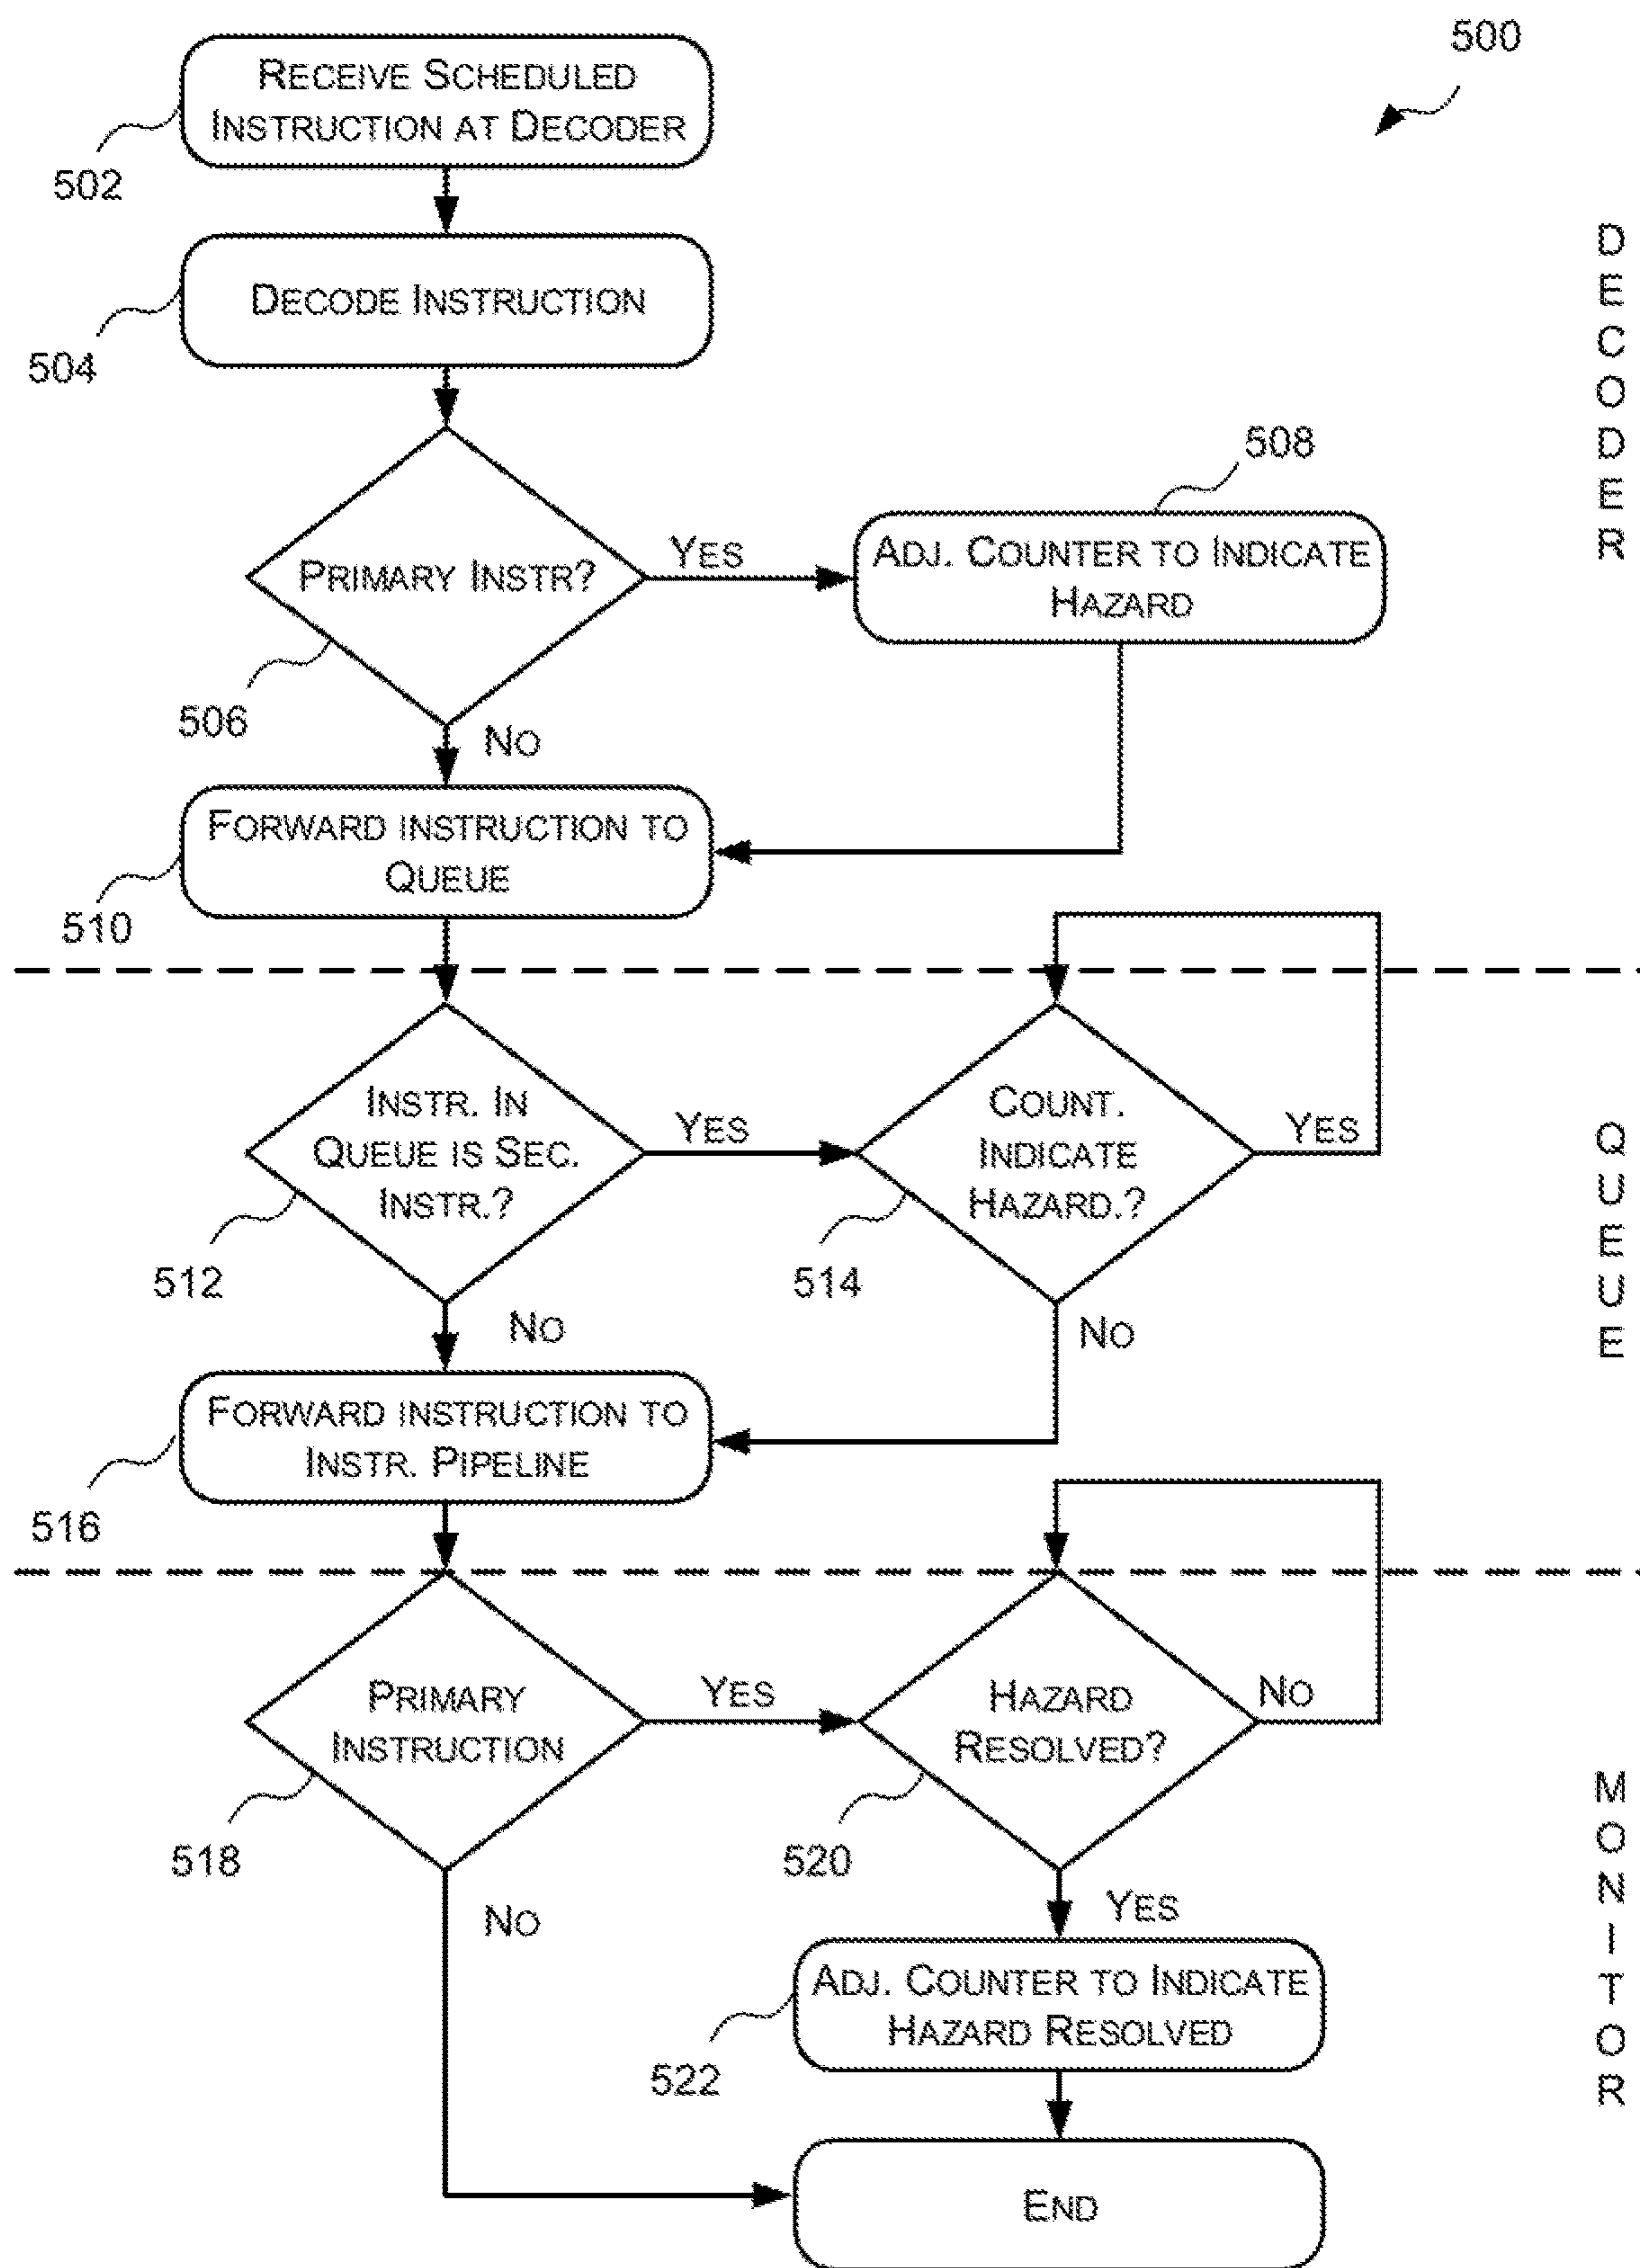 500
RECEIVE SCHEDULED
INSTRUCTION AT DECODER
502
DECODE INSTRUCTION
504
DECODER
508
PRIMARY INSTR?
YES
ADJ. COUNTER TO INDICATE
HAZARD
506
NO
FORWARD INSTRUCTION TO
QUEUE
510
INSTR. IN
QUEUE IS SEC.
INSTR.?
YES
COUNT.
INDICATE
HAZARD.?
YES
QUEUE
512
514
NO
NO
FORWARD INSTRUCTION TO
INSTR. PIPELINE
516
PRIMARY
INSTRUCTION
YES
HAZARD
RESOLVED?
NO
518
520
MONITOR
NO
YES
ADJ. COUNTER TO INDICATE
HAZARD RESOLVED
522
END